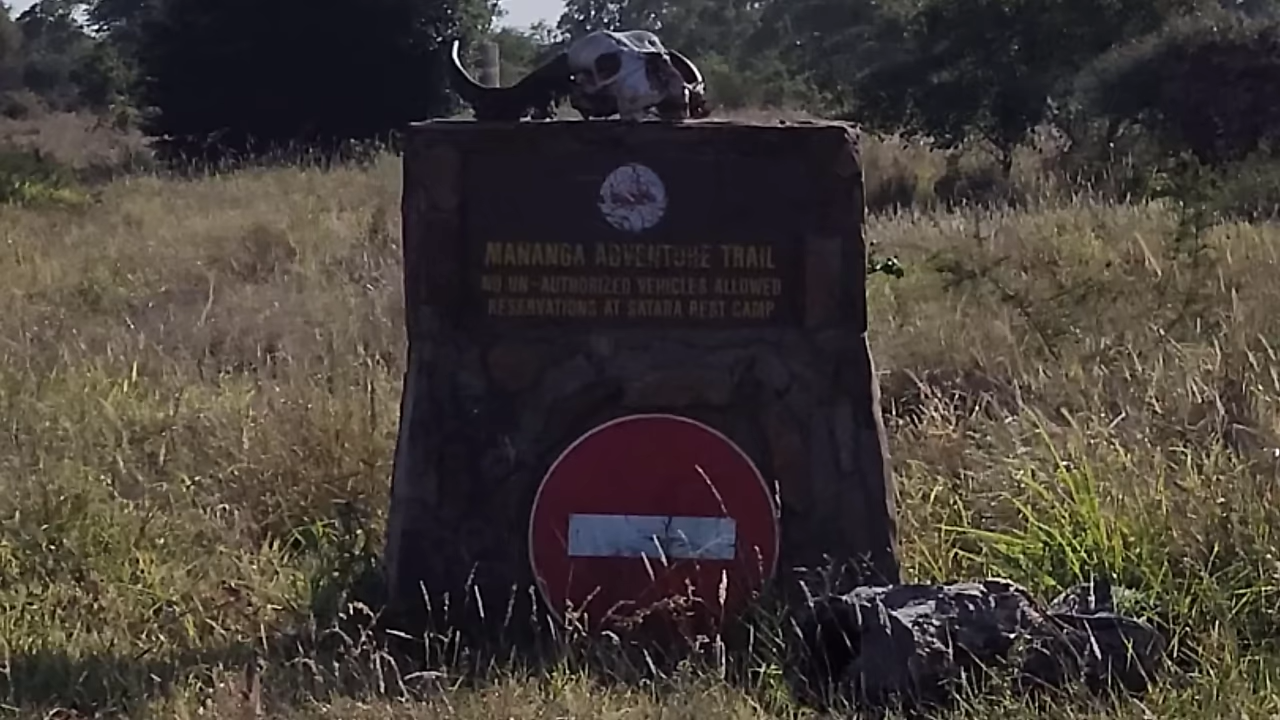 MANANGA ADVENTURE TRAIL
NO UN-AUTHORIZED VEHICLES ALLOWED
RESERVATIONS AT SATARA REST CAMP